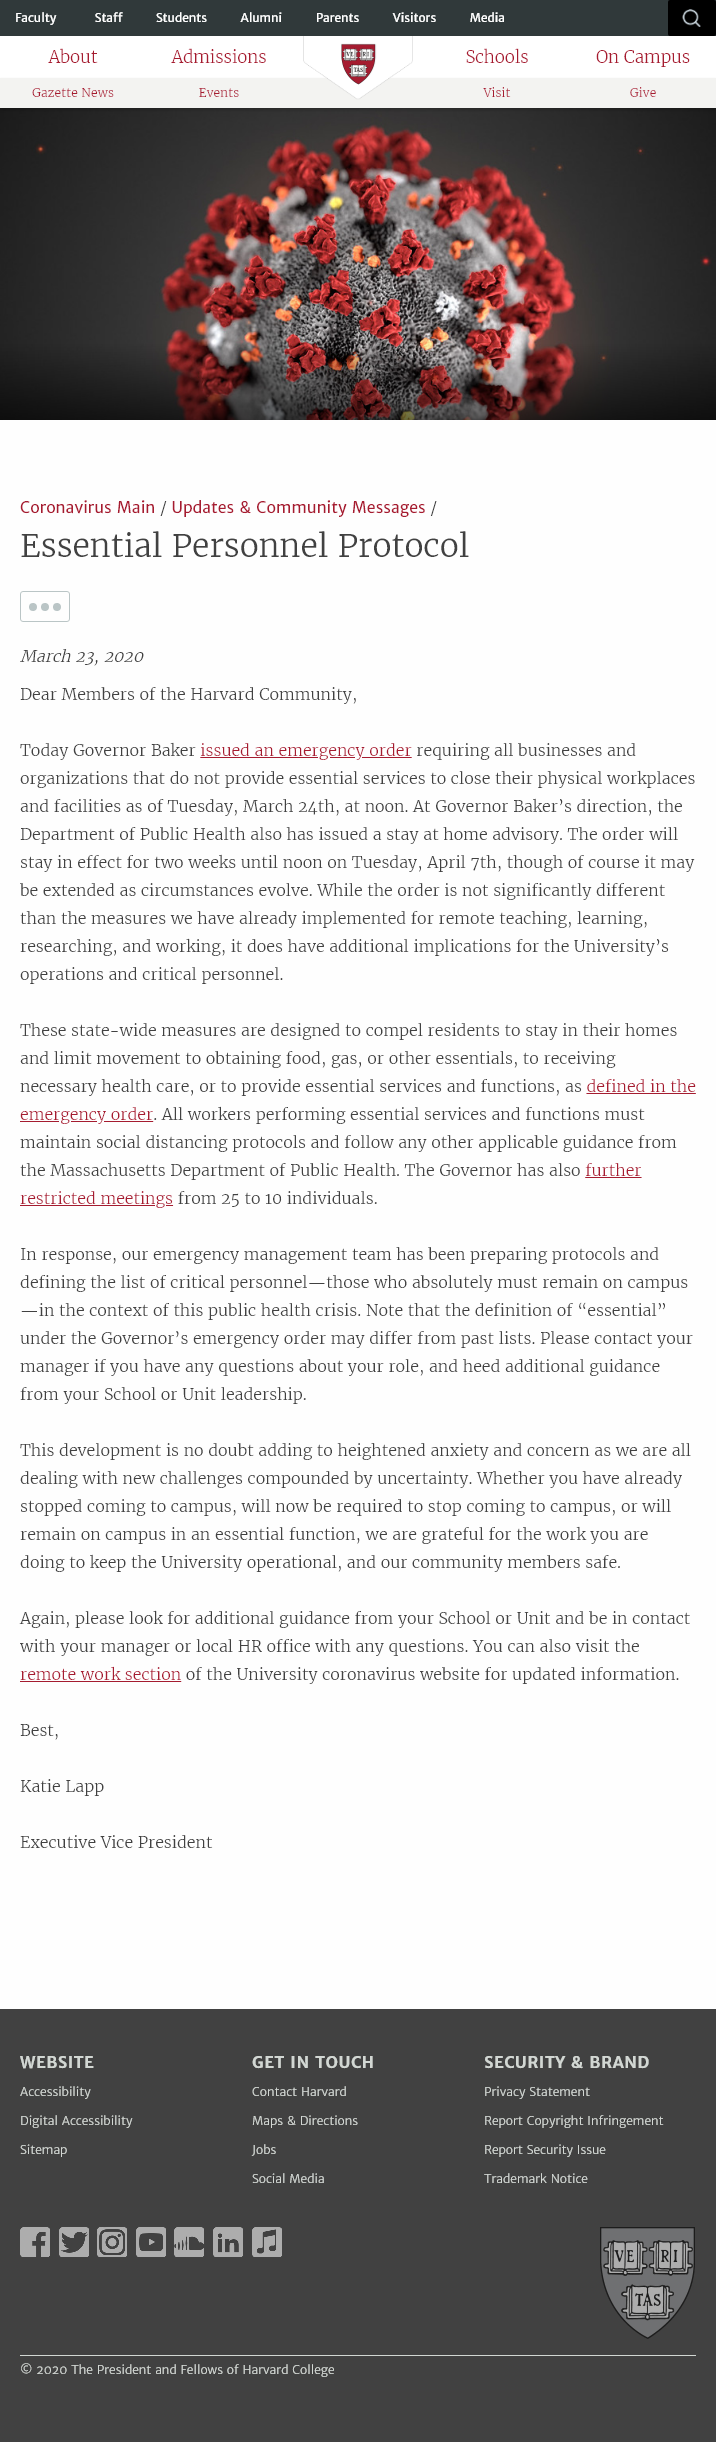 Faculty Staff Students Alumni Parents Visitors Media
About Admissions Schools On Campus
VE RI
TAS
Gazette News Events Visit Give
Coronavirus Main / Updates & Community Messages /
Essential Personnel Protocol
March 23, 2020
Dear Members of the Harvard Community,
Today Governor Baker issued an emergency order requiring all businesses and
organizations that do not provide essential services to close their physical workplaces
and facilities as of Tuesday, March 24th, at noon. At Governor Baker’s direction, the
Department of Public Health also has issued a stay at home advisory. The order will
stay in effect for two weeks until noon on Tuesday, April 7th, though of course it may
be extended as circumstances evolve. While the order is not significantly different
than the measures we have already implemented for remote teaching, learning,
researching, and working, it does have additional implications for the University’s
operations and critical personnel.
These state-wide measures are designed to compel residents to stay in their homes
and limit movement to obtaining food, gas, or other essentials, to receiving
necessary health care, or to provide essential services and functions, as defined in the
emergency order. All workers performing essential services and functions must
maintain social distancing protocols and follow any other applicable guidance from
the Massachusetts Department of Public Health. The Governor has also further
restricted meetings from 25 to 10 individuals.
In response, our emergency management team has been preparing protocols and
defining the list of critical personnel—those who absolutely must remain on campus
—in the context of this public health crisis. Note that the definition of “essential”
under the Governor’s emergency order may differ from past lists. Please contact your
manager if you have any questions about your role, and heed additional guidance
from your School or Unit leadership.
This development is no doubt adding to heightened anxiety and concern as we are all
dealing with new challenges compounded by uncertainty. Whether you have already
stopped coming to campus, will now be required to stop coming to campus, or will
remain on campus in an essential function, we are grateful for the work you are
doing to keep the University operational, and our community members safe.
Again, please look for additional guidance from your School or Unit and be in contact
with your manager or local HR office with any questions. You can also visit the
remote work section of the University coronavirus website for updated information.
Best,
Katie Lapp
Executive Vice President
WEBSITE
Accessibility
Digital Accessibility
Sitemap
GET IN TOUCH
Contact Harvard
Maps & Directions
Jobs
Social Media
SECURITY & BRAND
Privacy Statement
Report Copyright Infringement
Report Security Issue
Trademark Notice
VE RI
TAS
© 2020 The President and Fellows of Harvard College